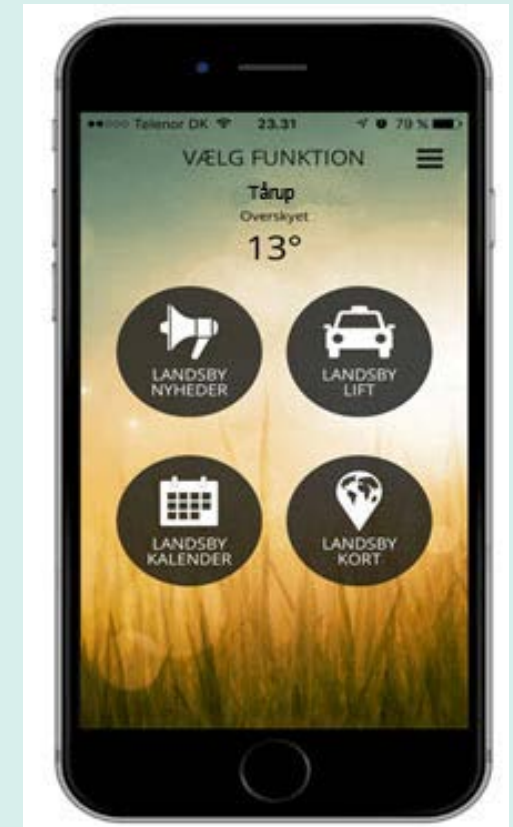 Telenor DK 23.31 79 %
VÆLG FUNKTION
Tårup
Overskyet
13°
LANDSBY
NYHEDER
LANDSBY
LIFT
LANDSBY
KALENDER
LANDSBY
KORT